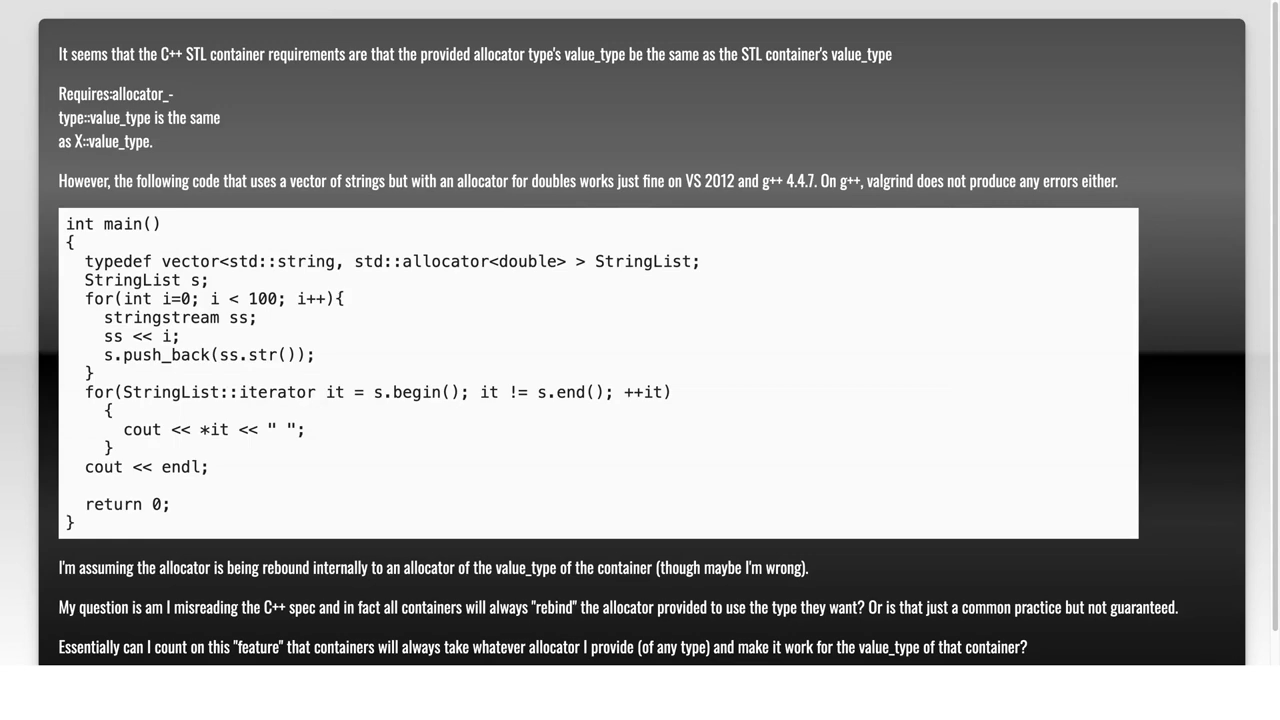 It seems that the C++ STL container requirements are that the provided allocator type's value_type be the same as the STL container's value_type
Requires:allocator_-
type::value_type is the same
as X::value_type.
However, the following code that uses a vector of strings but with an allocator for doubles works just fine on VS 2012 and g++ 4.4.7. On g++, valgrind does not produce any errors either.
int main()
{
  typedef vector<std::string, std::allocator<double> > StringList;
  StringList s;
  for(int i=0; i < 100; i++){
    stringstream ss;
    ss << i;
    s.push_back(ss.str());
  }
  for(StringList::iterator it = s.begin(); it != s.end(); ++it)
    {
      cout << *it << " ";
    }
  cout << endl;

  return 0;
}
I'm assuming the allocator is being rebound internally to an allocator of the value_type of the container (though maybe I'm wrong).
My question is am I misreading the C++ spec and in fact all containers will always "rebind" the allocator provided to use the type they want? Or is that just a common practice but not guaranteed.
Essentially can I count on this "feature" that containers will always take whatever allocator I provide (of any type) and make it work for the value_type of that container?